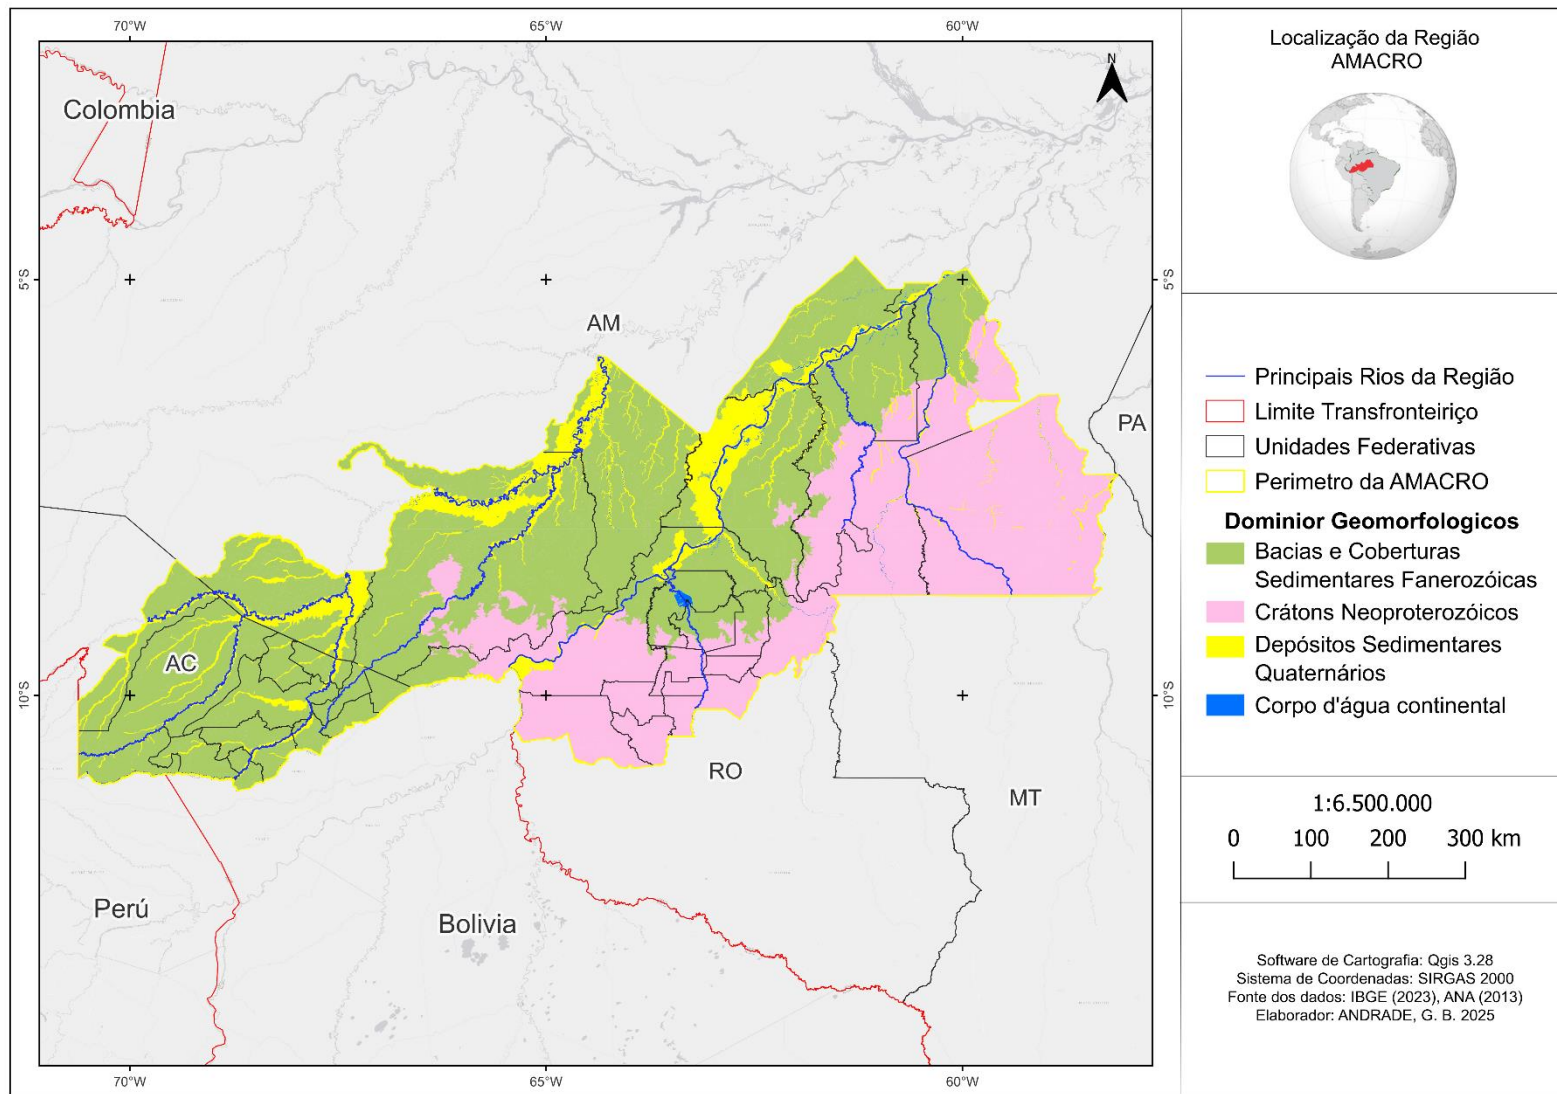 70°W
65°W
60°W
N
Colombia
5°S
5°S
AM
PA
AC
10°S
10°S
RO
MT
Perú
Bolivia
70°W
65°W
60°W
Localização da Região
AMACRO
Principais Rios da Região
Limite Transfronteiriço
Unidades Federativas
Perimetro da AMACRO
Dominior Geomorfologicos
Bacias e Coberturas
Sedimentares Fanerozóicas
Crátons Neoproterozóicos
Depósitos Sedimentares
Quaternários
Corpo d'água continental
1:6.500.000
0 100 200 300 km
Software de Cartografia: Qgis 3.28
Sistema de Coordenadas: SIRGAS 2000
Fonte dos dados: IBGE (2023), ANA (2013)
Elaborador: ANDRADE, G. B. 2025